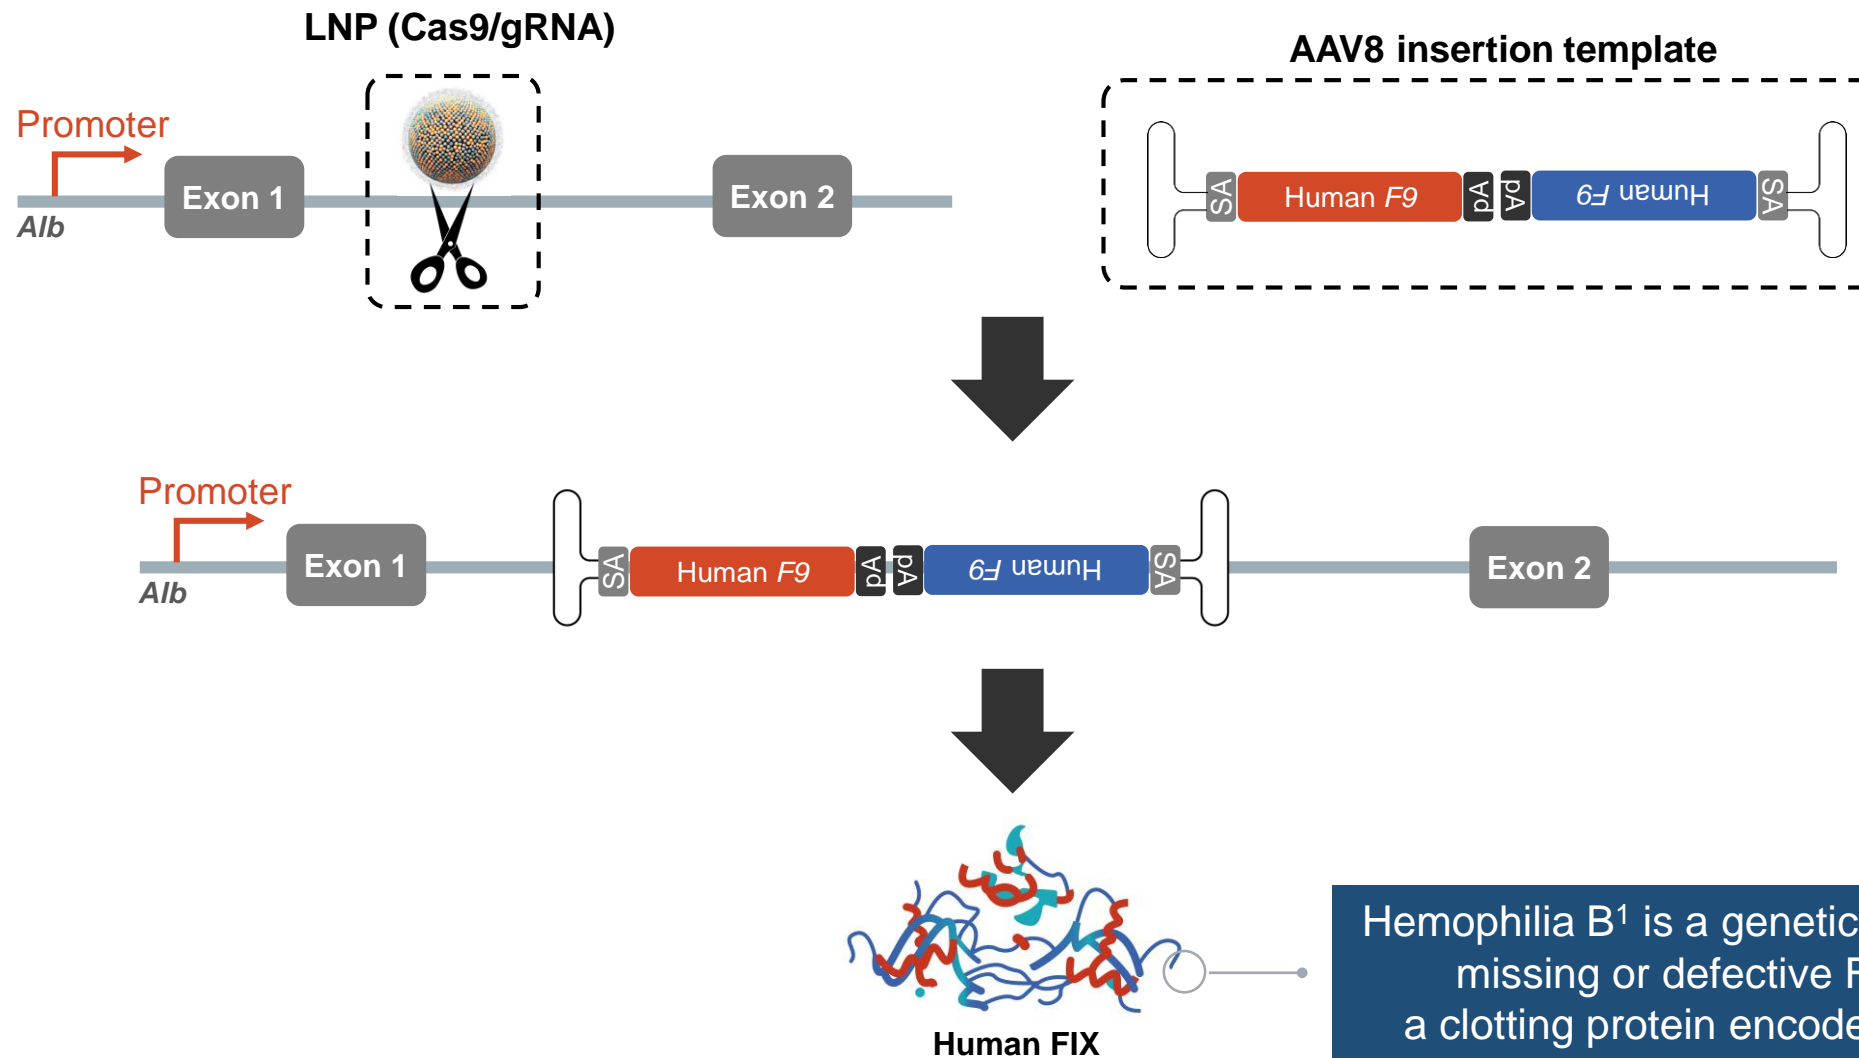 LNP (Cas9/gRNA)
AAV8 insertion template
Promoter
Exon 1
Exon 2
Alb
SA
Human F9
pA
pA
Human F9
SA
Promoter
Exon 1
SA
Human F9
pA
pA
Human F9
SA
Exon 2
Alb
Human FIX
Hemophilia B¹ is a genetic
missing or defective F
a clotting protein encode